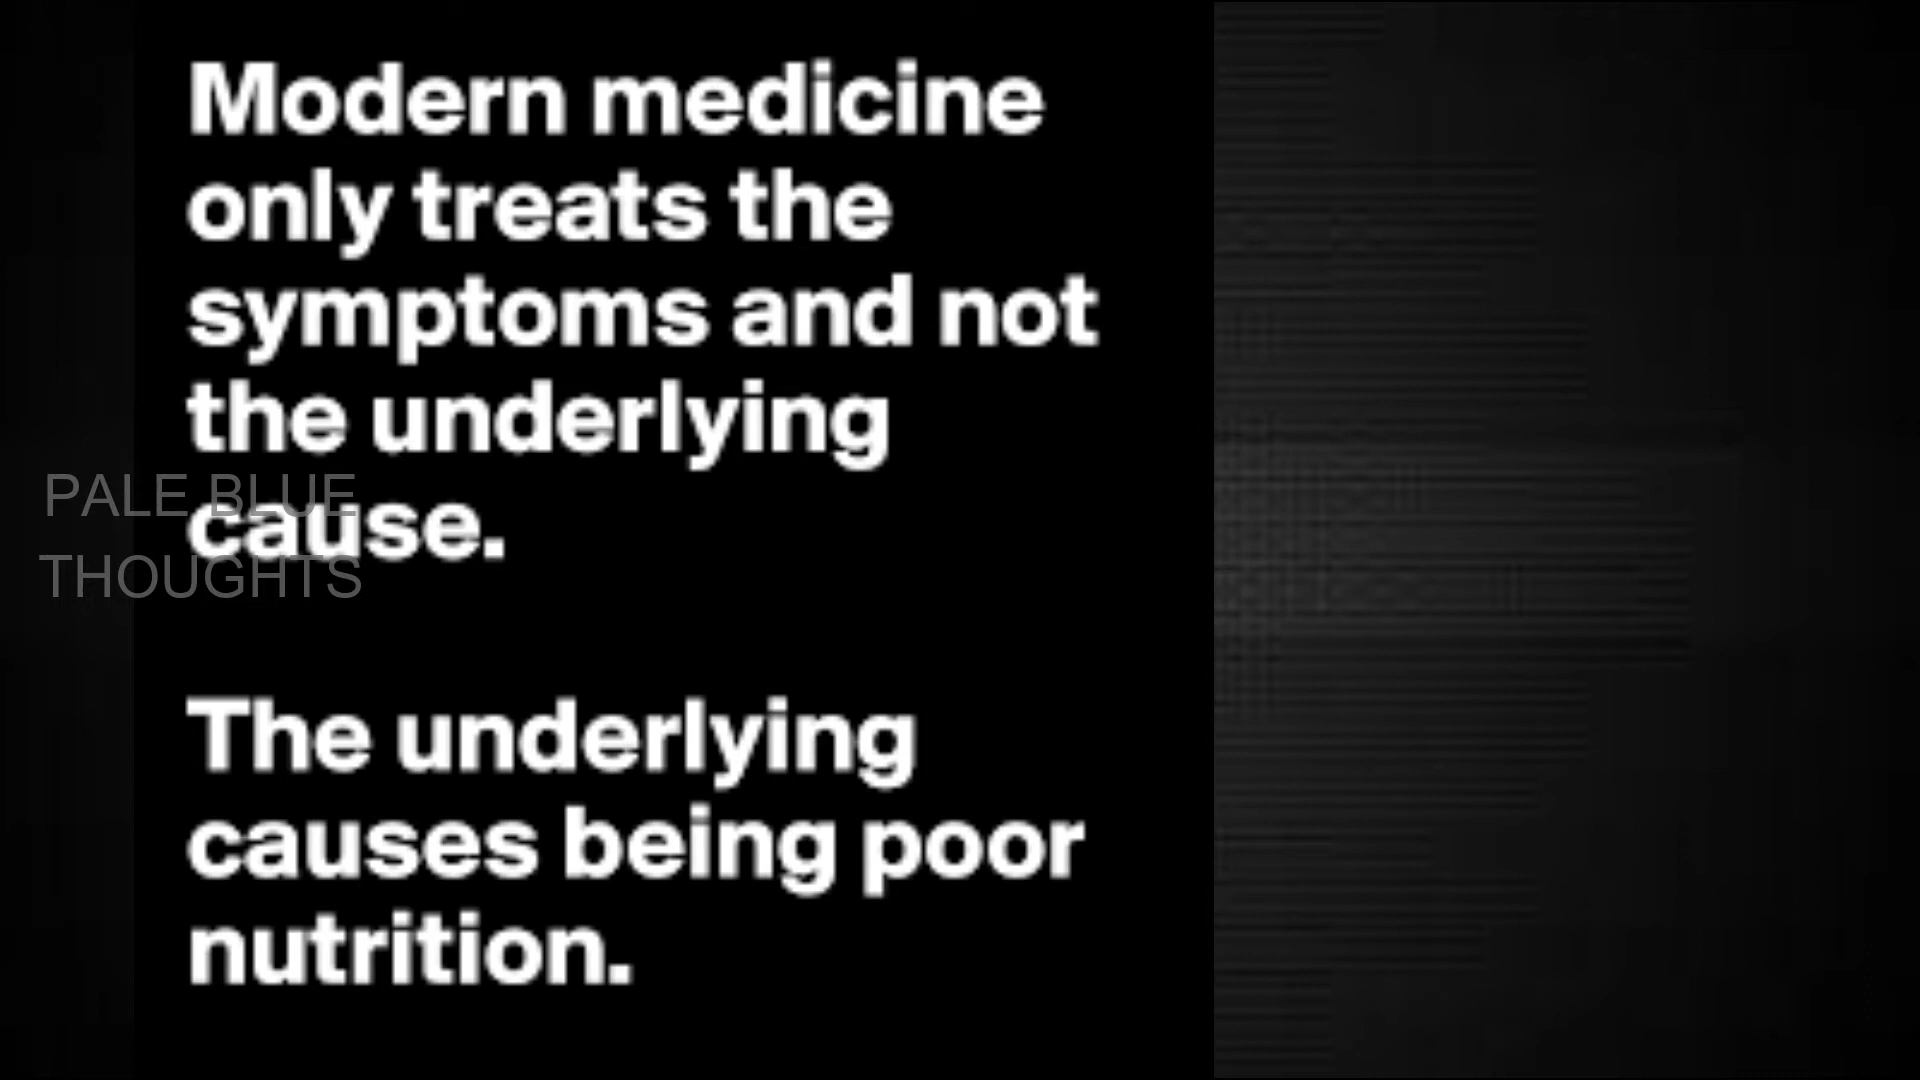 Modern medicine
only treats the
symptoms and not
the underlying
cause.
PALE BLUE
THOUGHTS
The underlying
causes being poor
nutrition.